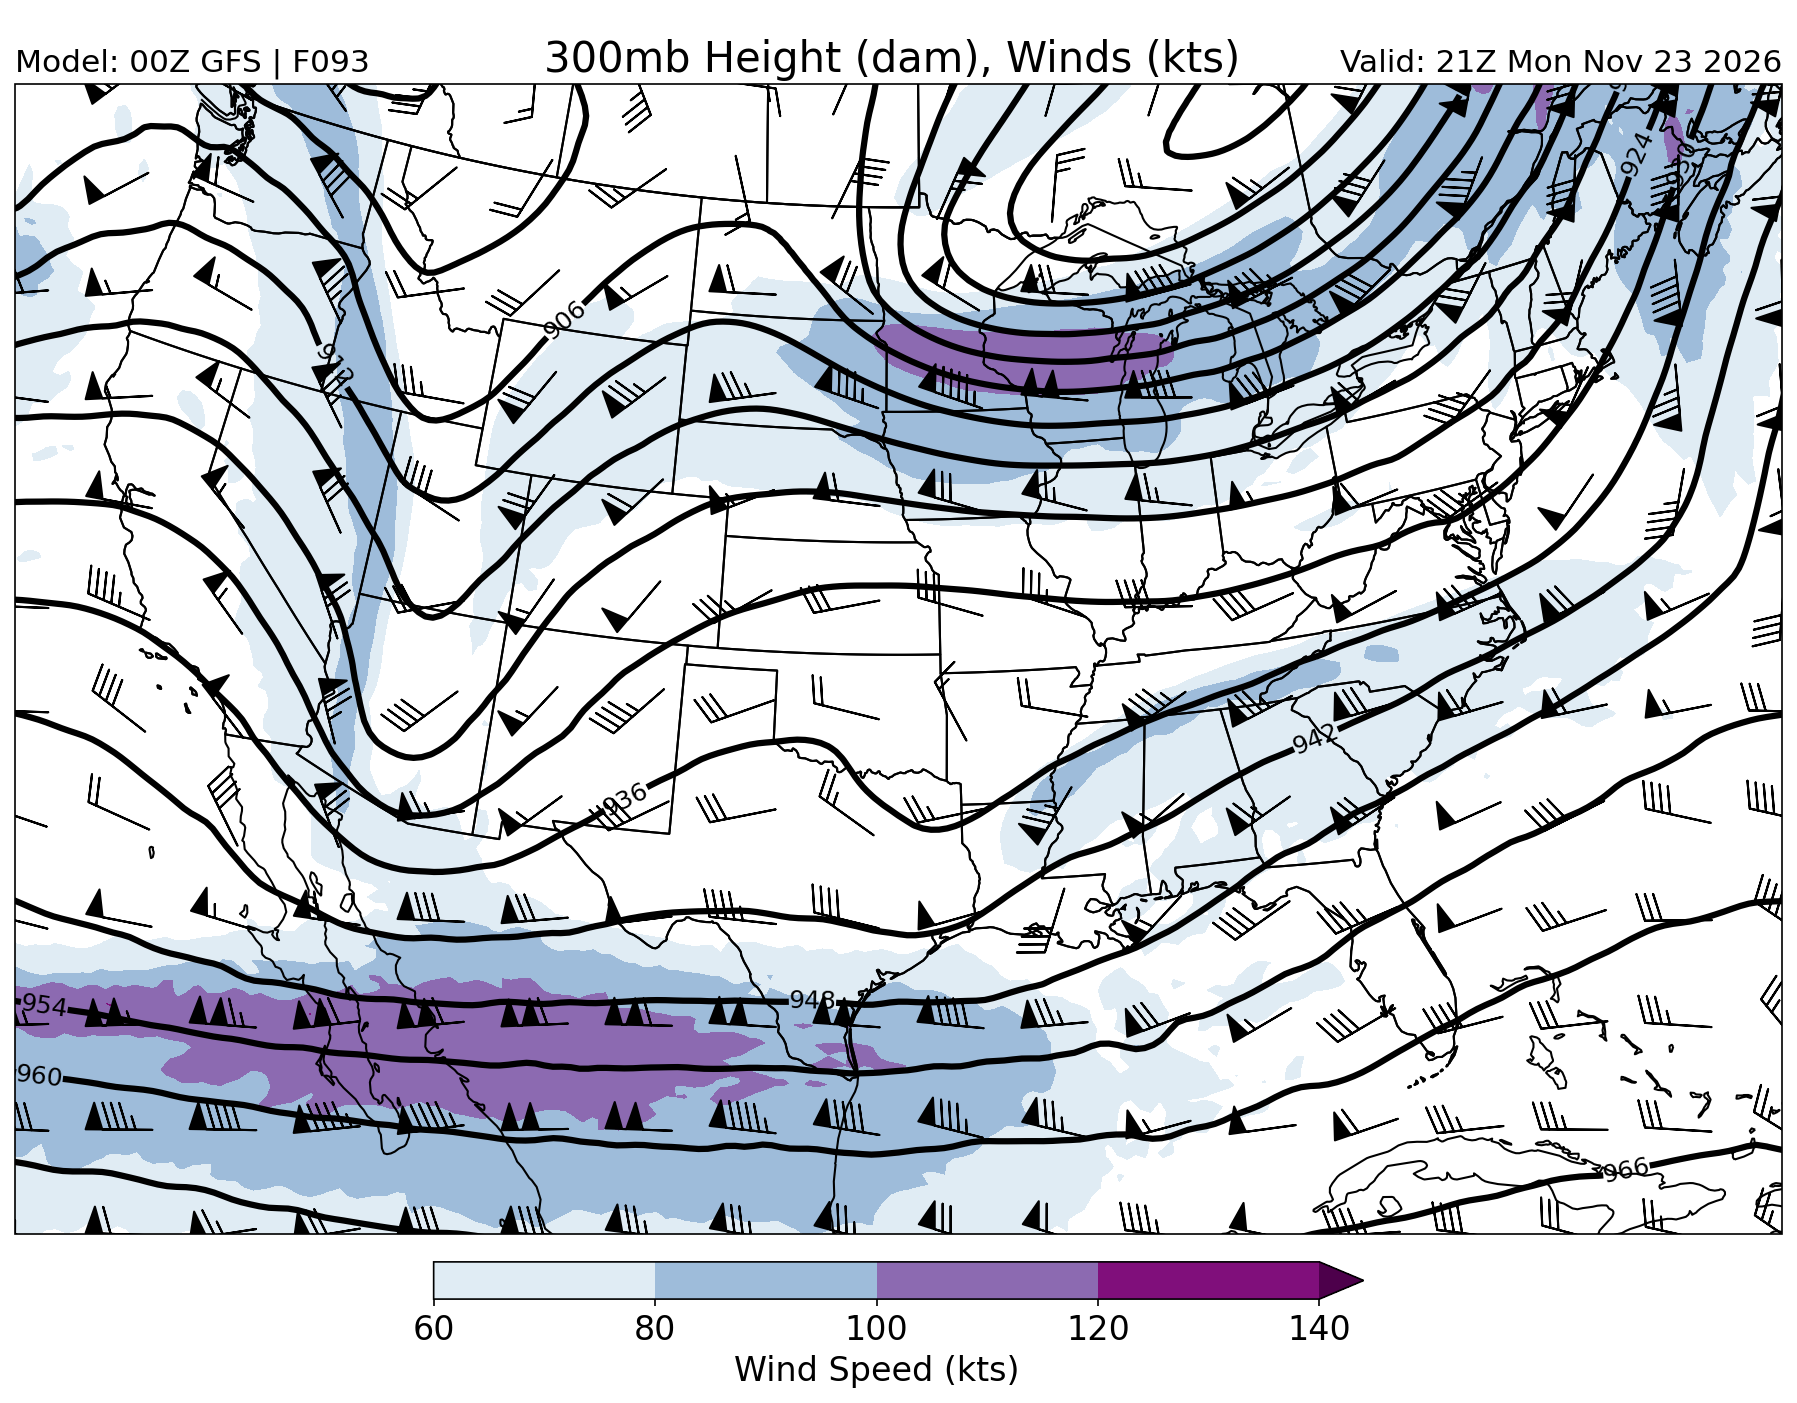 Model: 00Z GFS | F093
300mb Height (dam), Winds (kts)
Valid: 21Z Mon Nov 23 2026
924
930
906
912
942
936
948
954
960
966
60 80 100 120 140
Wind Speed (kts)